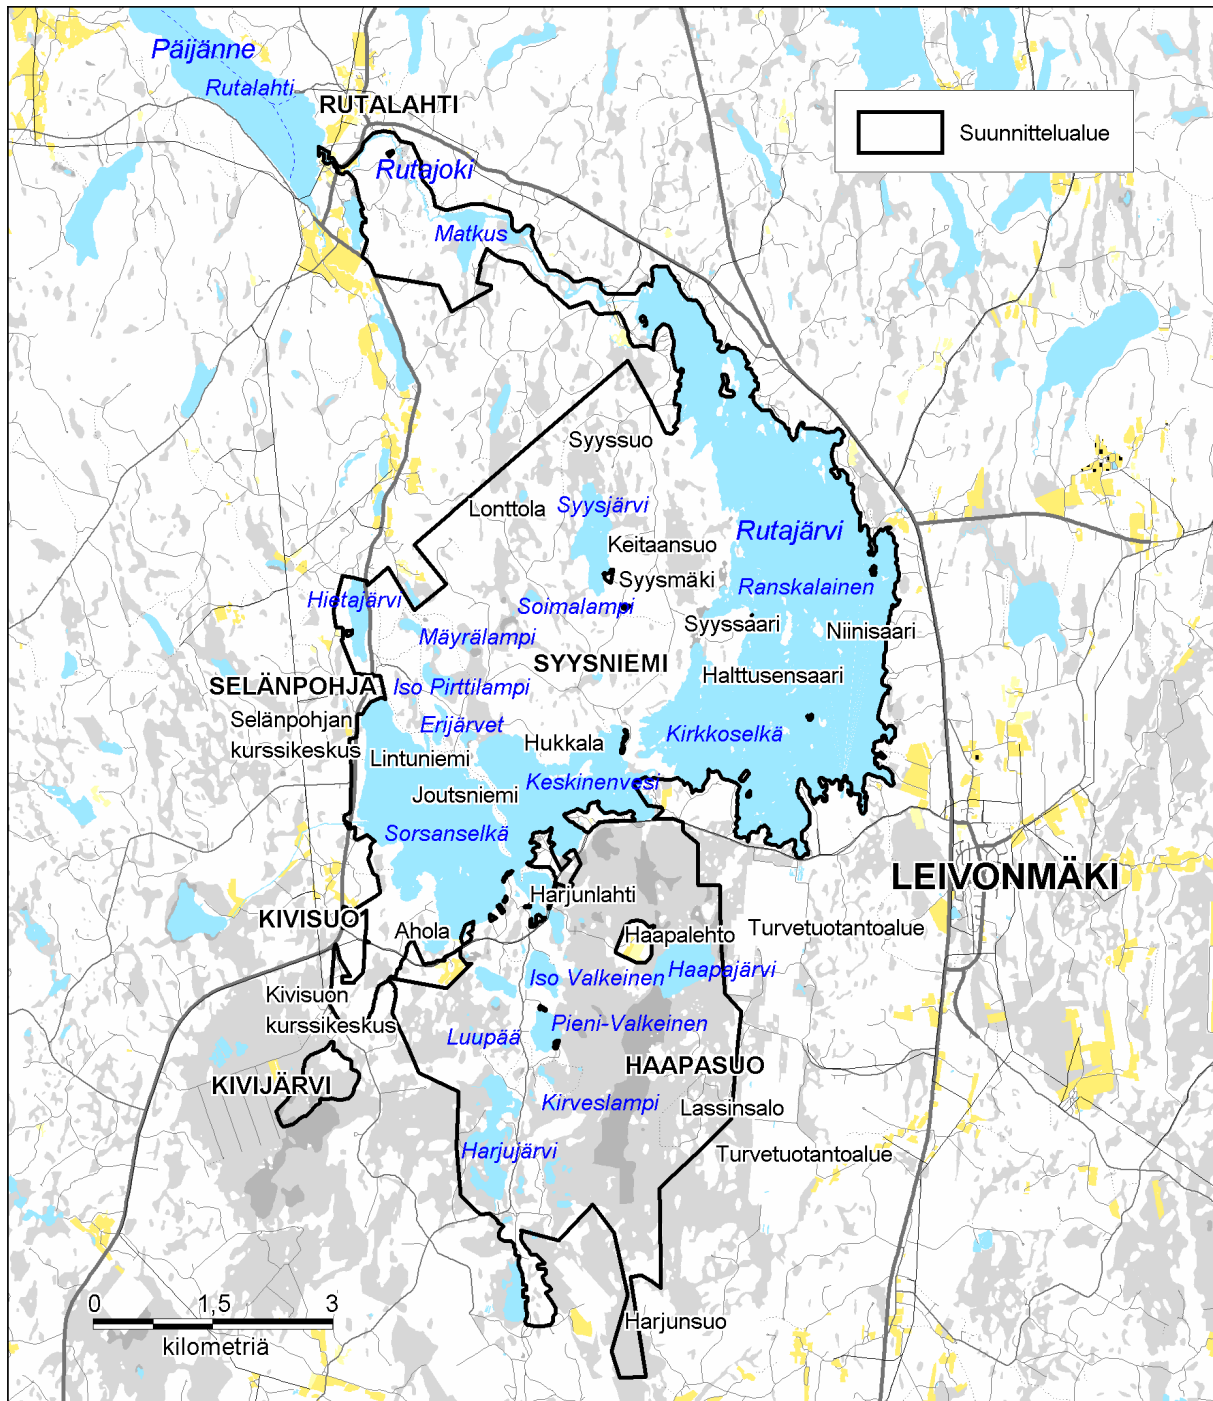 Päijänne
Rutalahti
RUTALAHTI
Suunnittelualue
Rutajoki
Matkus
Syyssuo
Lonttola
Syysjärvi
Rutajärvi
Keitaansuo
Syysmäki
Ranskalainen
Hietajärvi
Soimalampi
Syyssaari
Niinisaari
Mäyrälampi
SYYSNIEMI
Halttusensaari
SELÄNPOHJA
Iso Pirttilampi
Selänpohjan
kurssikeskus
Erijärvet
Hukkala
Kirkkoselkä
Lintuniemi
Keskinenvesi
Joutsniemi
Sorsanselkä
LEIVONMÄKI
Harjunlahti
KIVISUO
Ahola
Haapalehto
Turvetuotantoalue
Iso Valkeinen
Haapajärvi
Kivisuon
kurssikeskus
Luupää
Pieni-Valkeinen
HAAPASUO
KIVIJÄRVI
Kirveslampi
Lassinsalo
Harjujärvi
Turvetuotantoalue
Harjunsuo
0 1,5 3
kilometriä